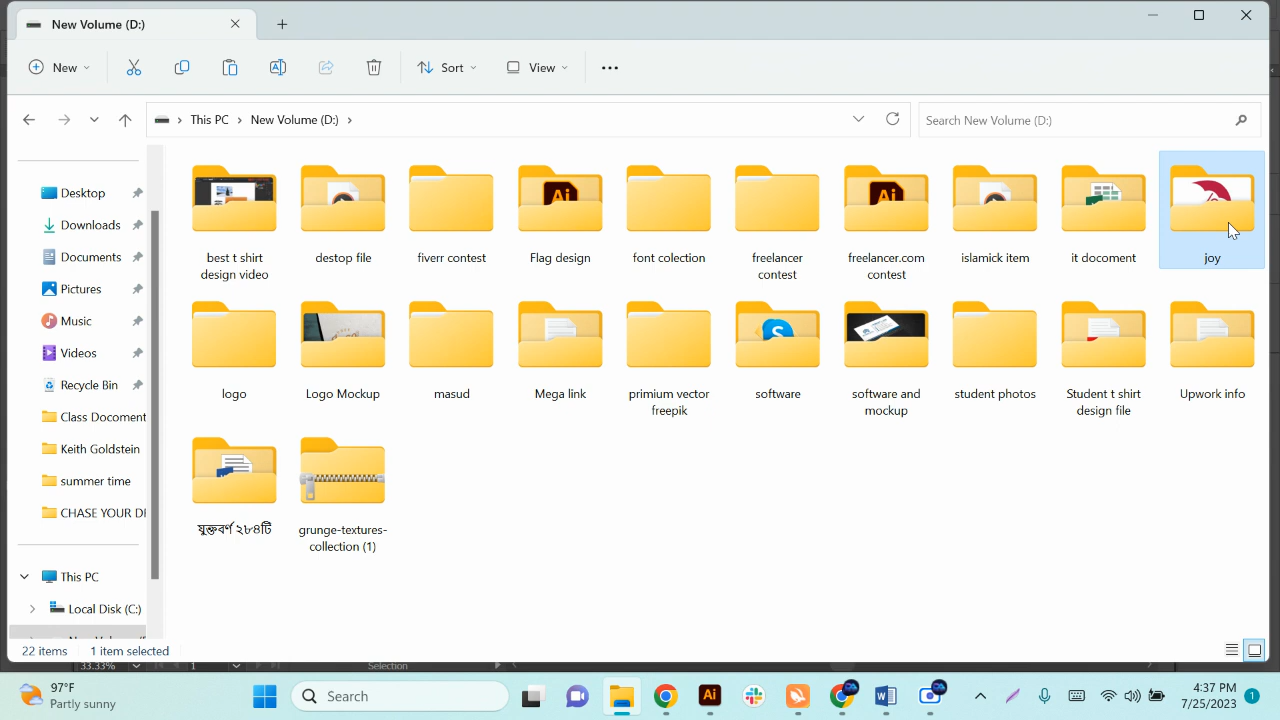 New Volume (D:)
New
Sort
View
This PC
New Volume (D:)
Search New Volume (D:)
Desktop
Downloads
Documents
Pictures
Music
Videos
Recycle Bin
Class Docoment
Keith Goldstein
summer time
CHASE YOUR
This PC
Local Disk (C:)
best t shirt
design video
destop file
fiverr contest
Flag design
font colection
freelancer
contest
freelancer.com
contest
islamick item
it docoment
joy
logo
Logo Mockup
masud
Mega link
primium vector
freepik
software
software and
mockup
student photos
Student t shirt
design file
Upwork info
যুক্তবর্ণ ২৮৪টি
grunge-textures-
collection (1)
22 items
1 item selected
33.33%
1
Selection
97°F
Partly sunny
Search
4:37 PM
7/25/2023
1